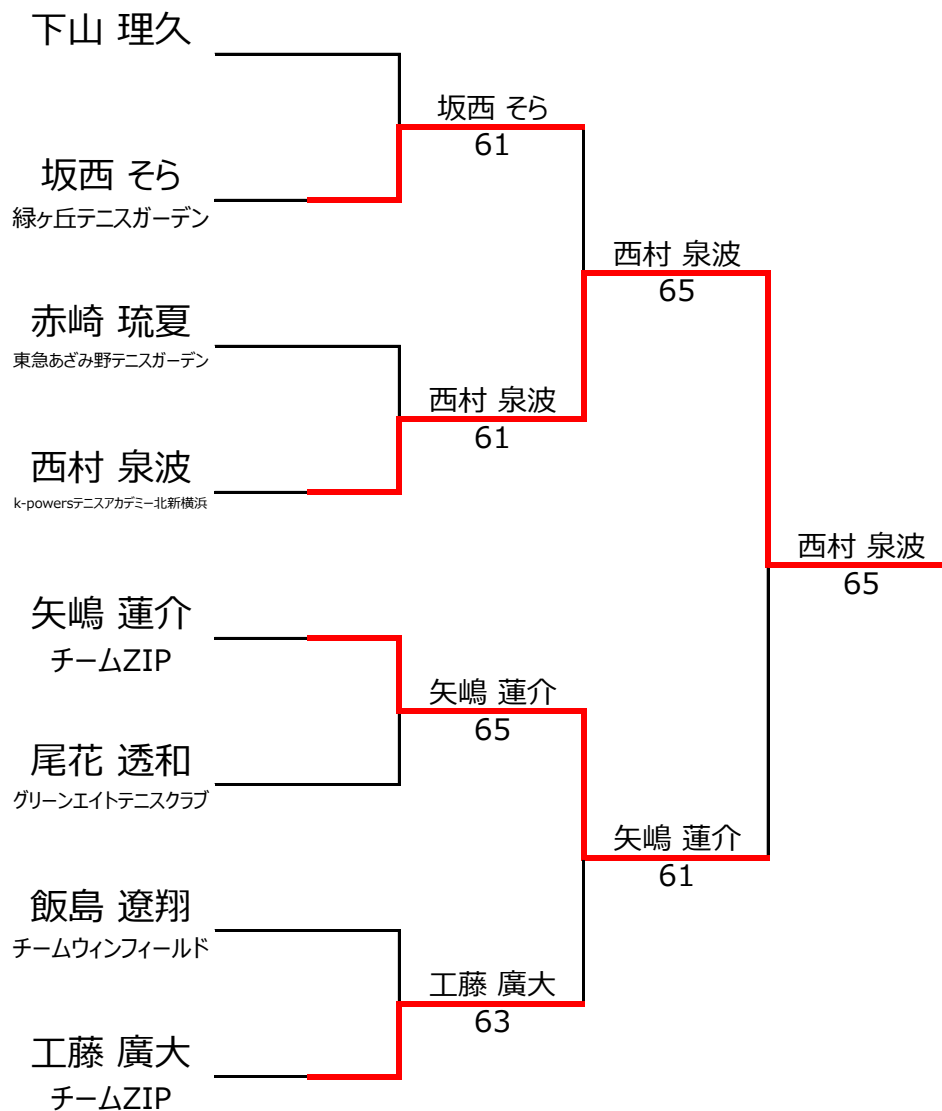 下山 理久
坂西 そら
61
坂西 そら
緑ヶ丘テニスガーデン
西村 泉波
65
赤崎 琉夏
東急あざみ野テニスガーデン
西村 泉波
61
西村 泉波
k-powersテニスアカデミー北新横浜
西村 泉波
65
矢嶋 蓮介
チームZIP
矢嶋 蓮介
65
尾花 透和
グリーンエイトテニスクラブ
矢嶋 蓮介
61
飯島 遼翔
チームウィンフィールド
工藤 廣大
63
工藤 廣大
チームZIP